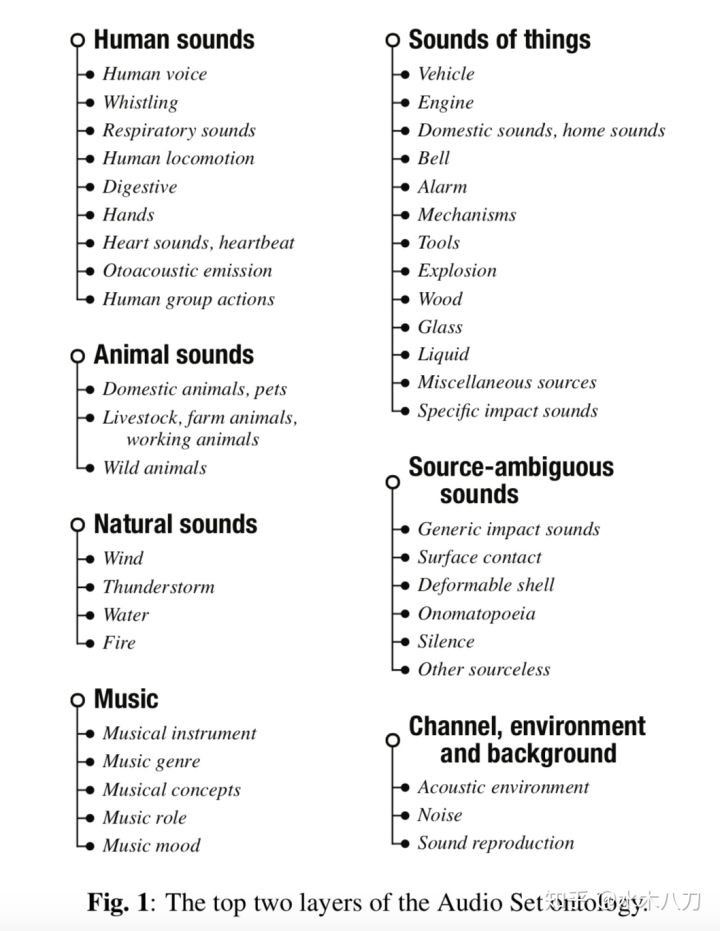 Human sounds
Human voice
Whistling
Respiratory sounds
Human locomotion
Digestive
Hands
Heart sounds, heartbeat
Otoacoustic emission
Human group actions
Animal sounds
Domestic animals, pets
Livestock, farm animals,
working animals
Wild animals
Natural sounds
Wind
Thunderstorm
Water
Fire
Music
Musical instrument
Music genre
Musical concepts
Music role
Music mood
Sounds of things
Vehicle
Engine
Domestic sounds, home sounds
Bell
Alarm
Mechanisms
Tools
Explosion
Wood
Glass
Liquid
Miscellaneous sources
Specific impact sounds
Source-ambiguous
sounds
Generic impact sounds
Surface contact
Deformable shell
Onomatopoeia
Silence
Other sourceless
Channel, environment
and background
Acoustic environment
Noise
Sound reproduction
Fig. 1: The top two layers of the Audio Set ontology.
知乎 @水木八刀